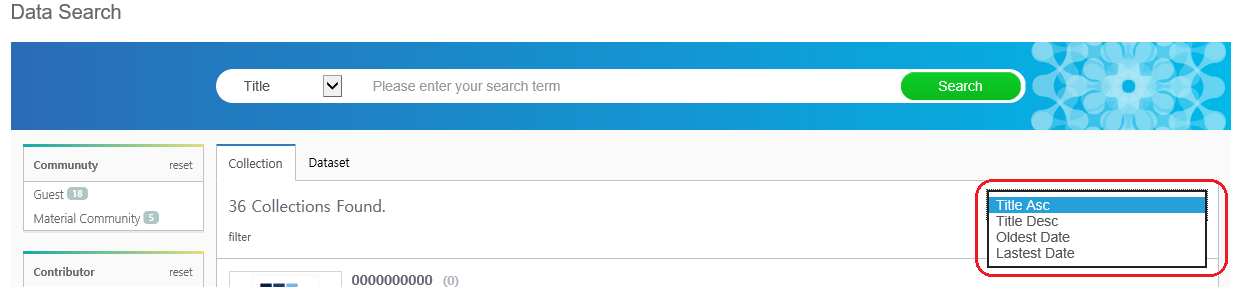 Data Search
Title
Please enter your search term
Search
Communuty
reset
Guest 18
Material Community 5
Contributor
reset
Collection
Dataset
36 Collections Found.
filter
Title Asc
Title Desc
Oldest Date
Lastest Date
0000000000 (0)